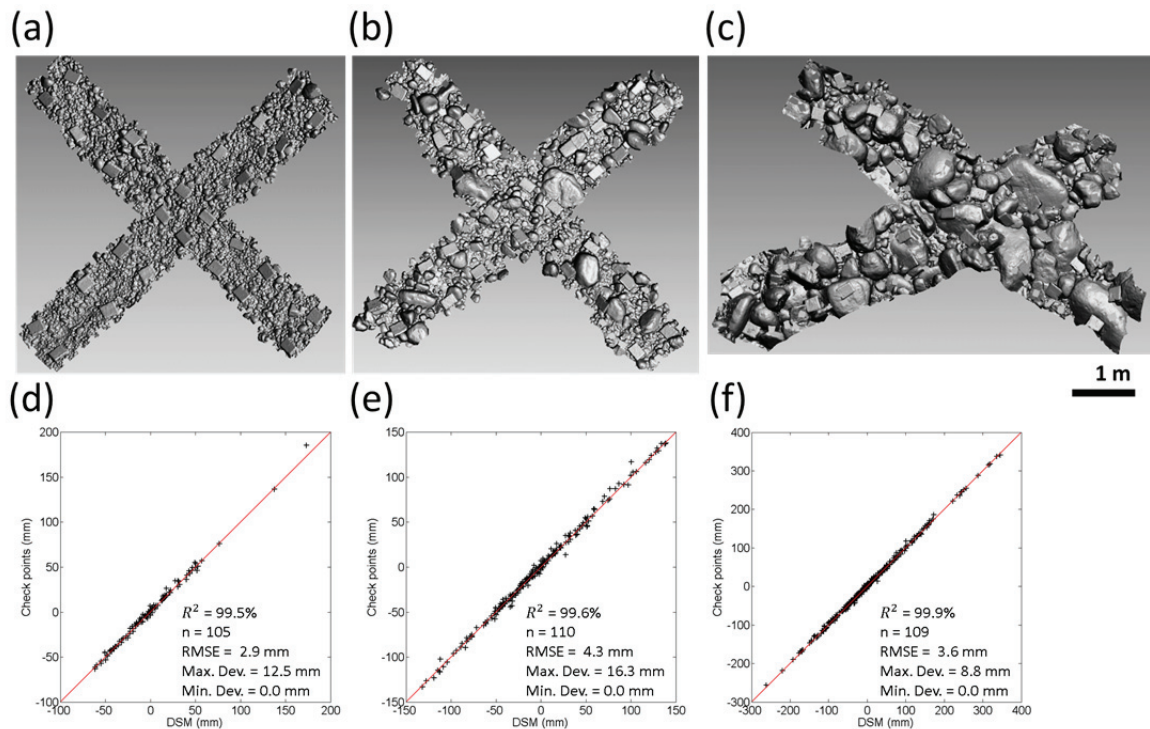 (a)
(b)
(c)
1 m
(d)
(e)
(f)
200
150
100
50
0
-50
-100
Check points (mm)
R² = 99.5%
n = 105
RMSE = 2.9 mm
Max. Dev. = 12.5 mm
Min. Dev. = 0.0 mm
-100 -50 0 50 100 150 200
DSM (mm)
150
100
50
0
-50
-100
-150
Check points (mm)
R² = 99.6%
n = 110
RMSE = 4.3 mm
Max. Dev. = 16.3 mm
Min. Dev. = 0.0 mm
-150 -100 -50 0 50 100 150
DSM (mm)
400
300
200
100
0
-100
-200
-300
Check points (mm)
R² = 99.9%
n = 109
RMSE = 3.6 mm
Max. Dev. = 8.8 mm
Min. Dev. = 0.0 mm
-300 -200 -100 0 100 200 300 400
DSM (mm)